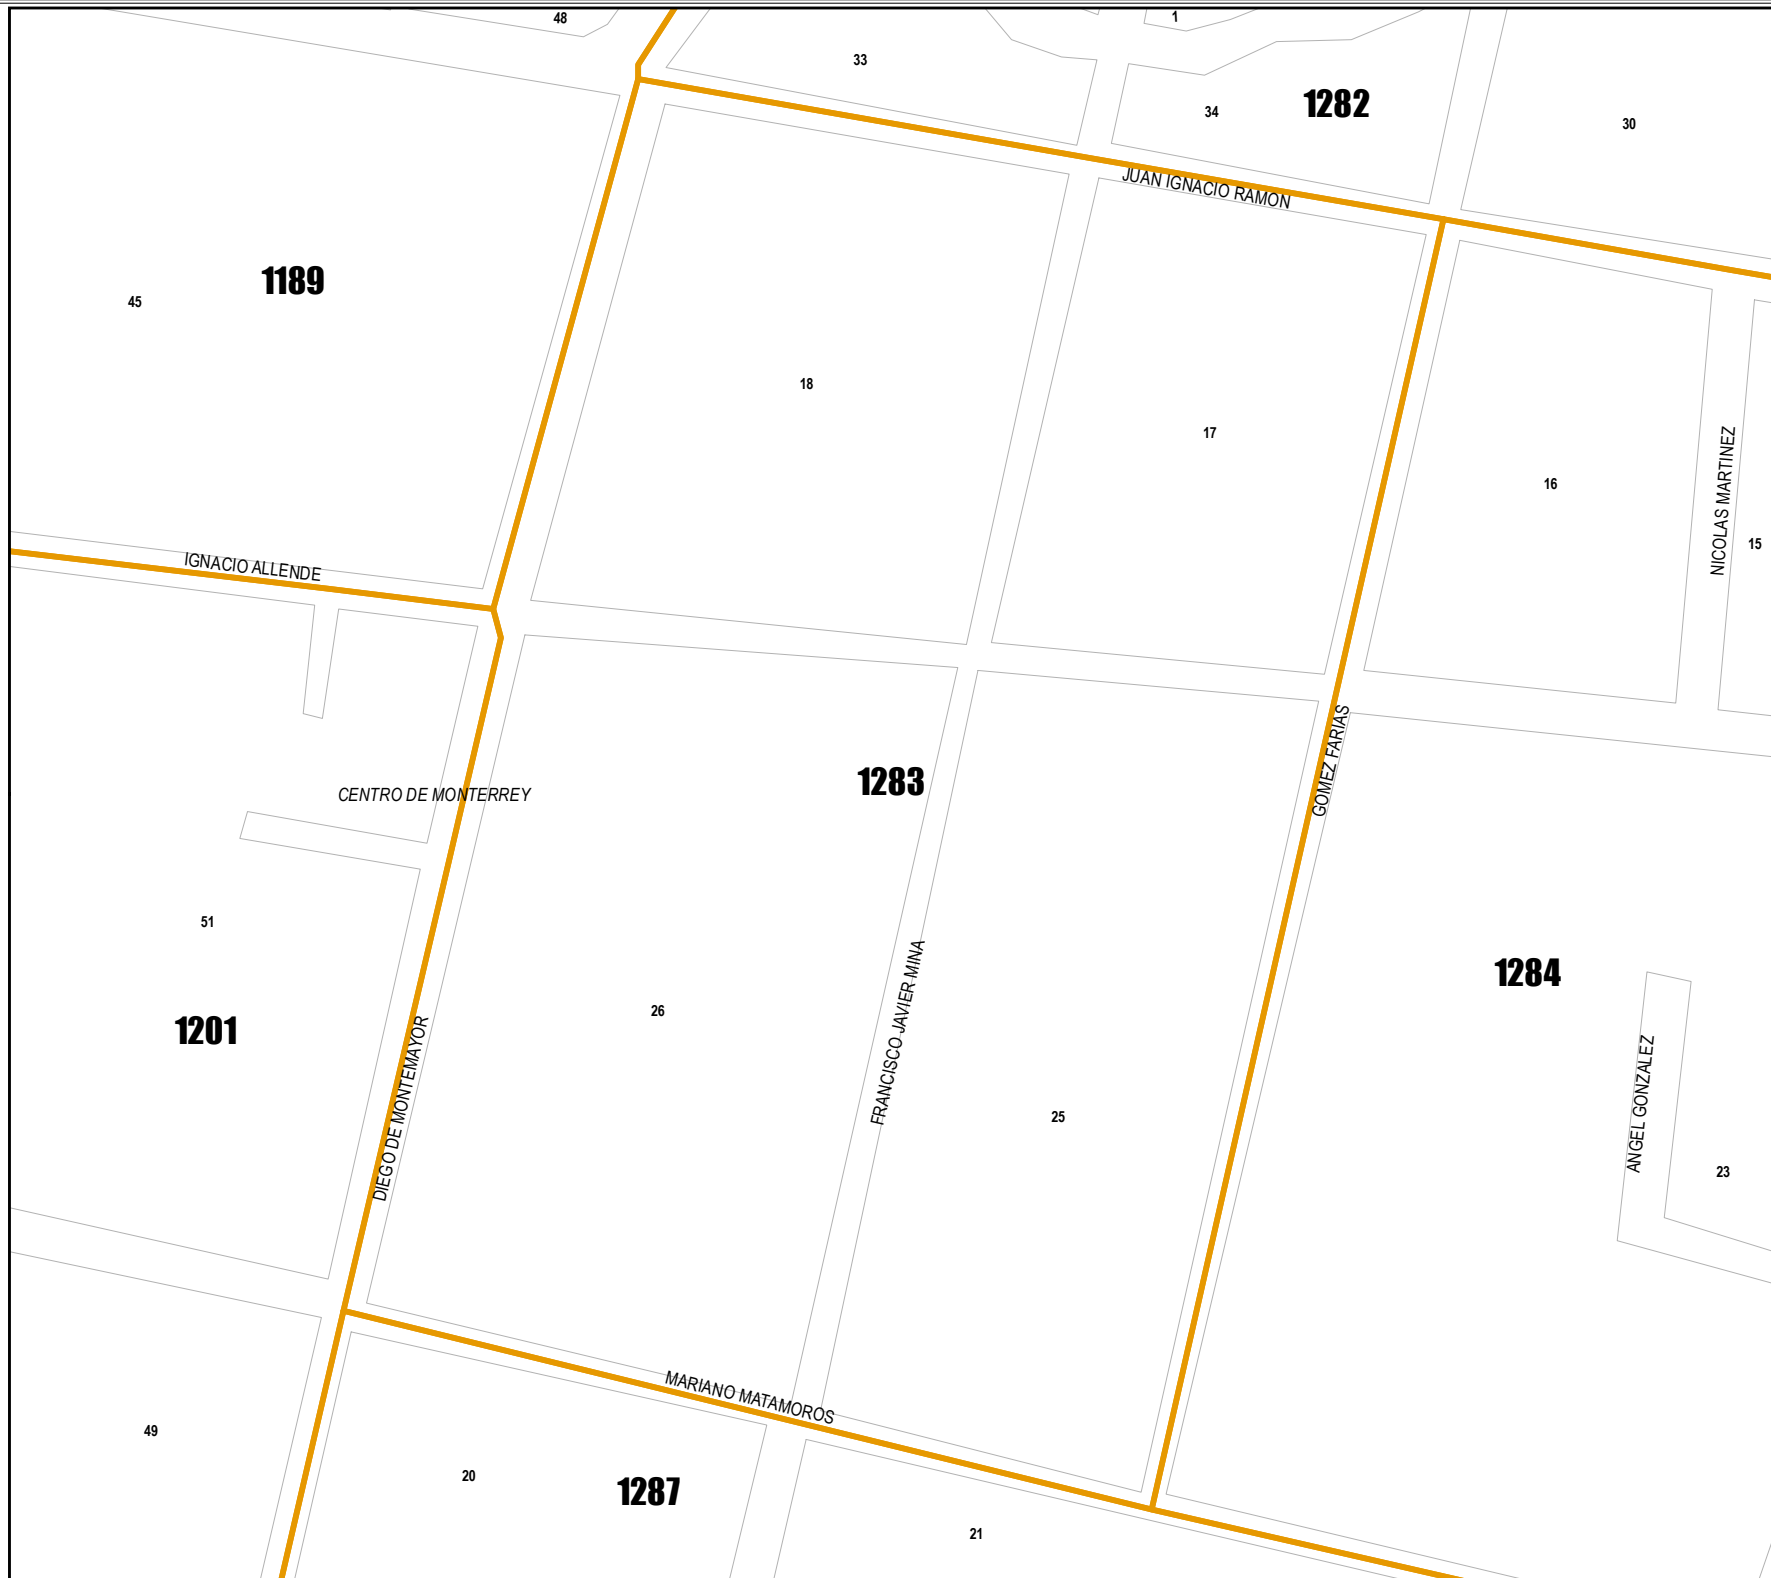 48
1
33
1282
34
30
JUAN IGNACIO RAMON
1189
45
18
17
16
NICOLAS MARTINEZ
15
IGNACIO ALLENDE
GOMEZ FARIAS
1283
CENTRO DE MONTERREY
51
1284
26
1201
FRANCISCO JAVIER MINA
DIEGO DE MONTEMAYOR
25
ANGEL GONZALEZ
23
MARIANO MATAMOROS
49
20
1287
21